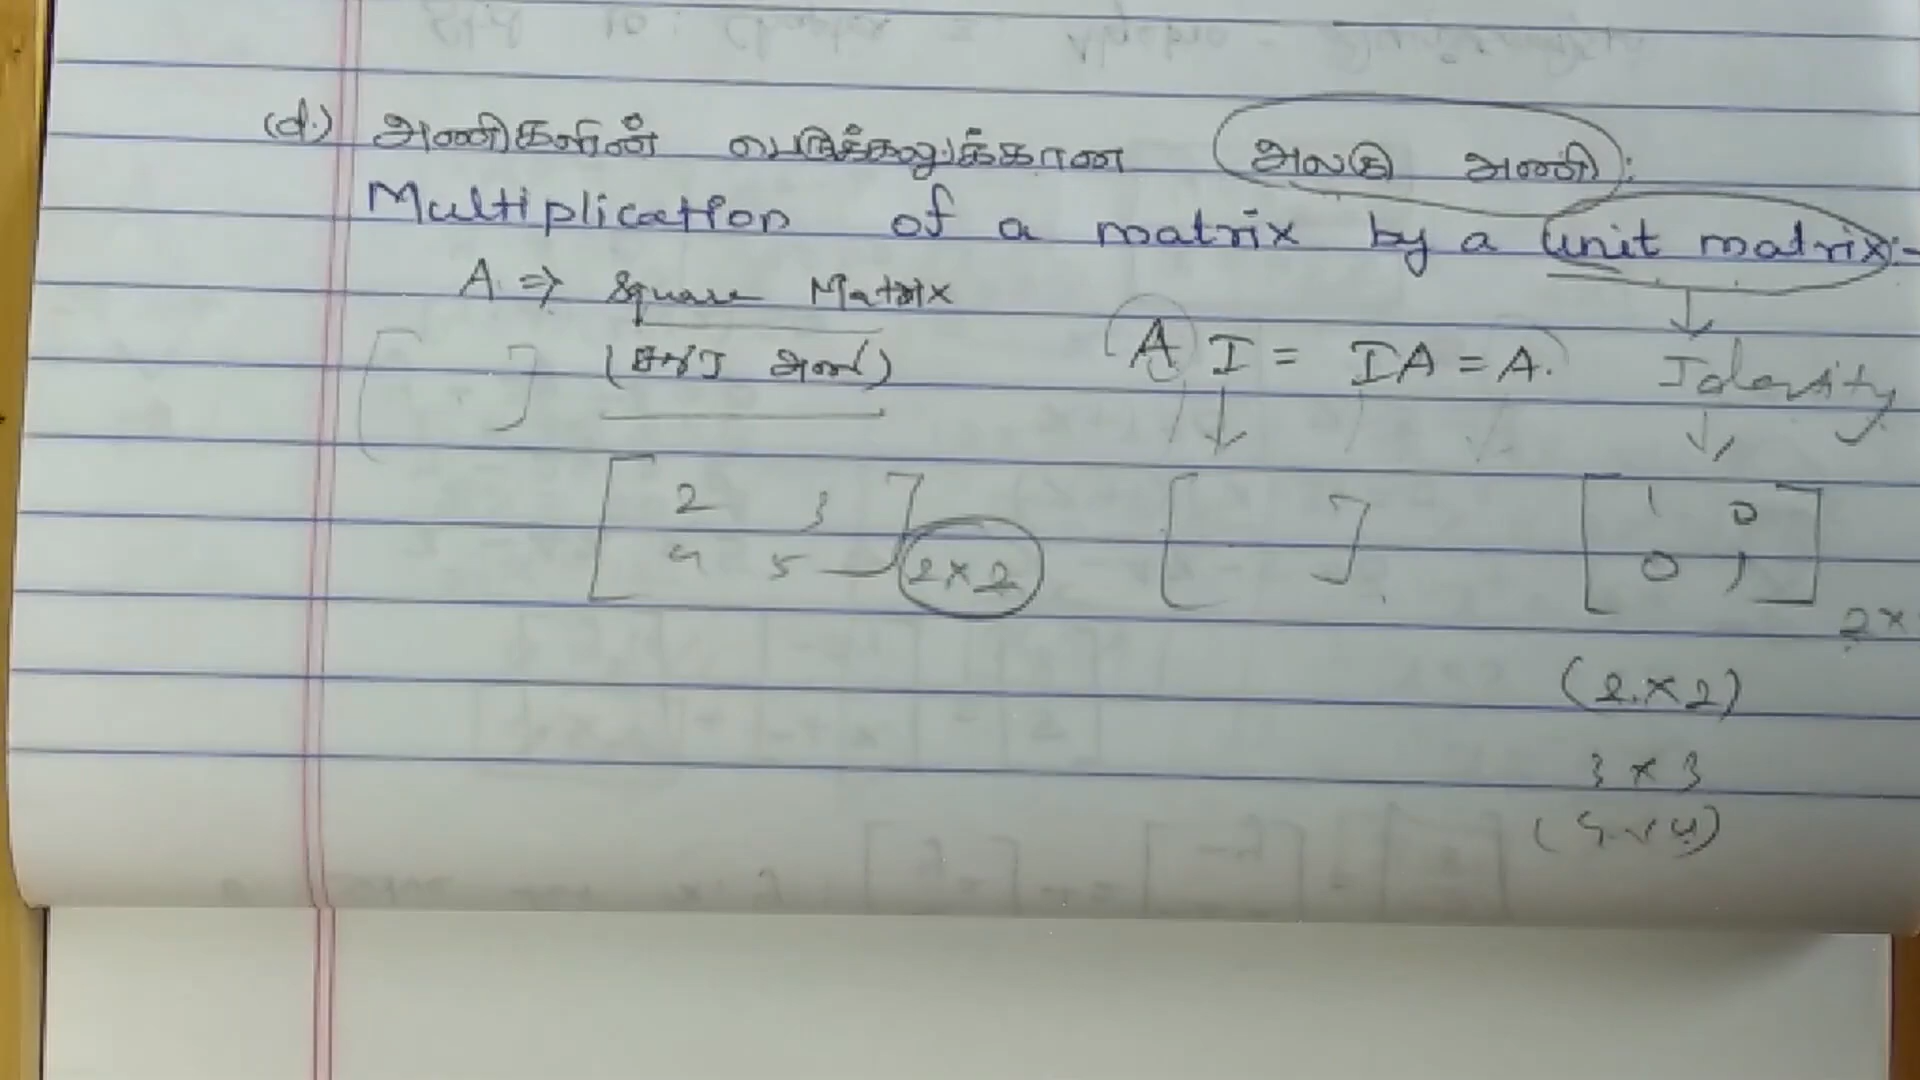 (d.) அணிகளின் பெருக்கலுக்கான அலகு அணி:
Multiplication of a matrix by a unit matrix:-
A ⇒ Square Matrix
(சதுர அணி)
A I = IA = A.
Identity
[ 2 3
4 5 ] 2×2
[ ]
[ 1 0
0 1 ] 2×
(2×2)
3×3
(4×4)